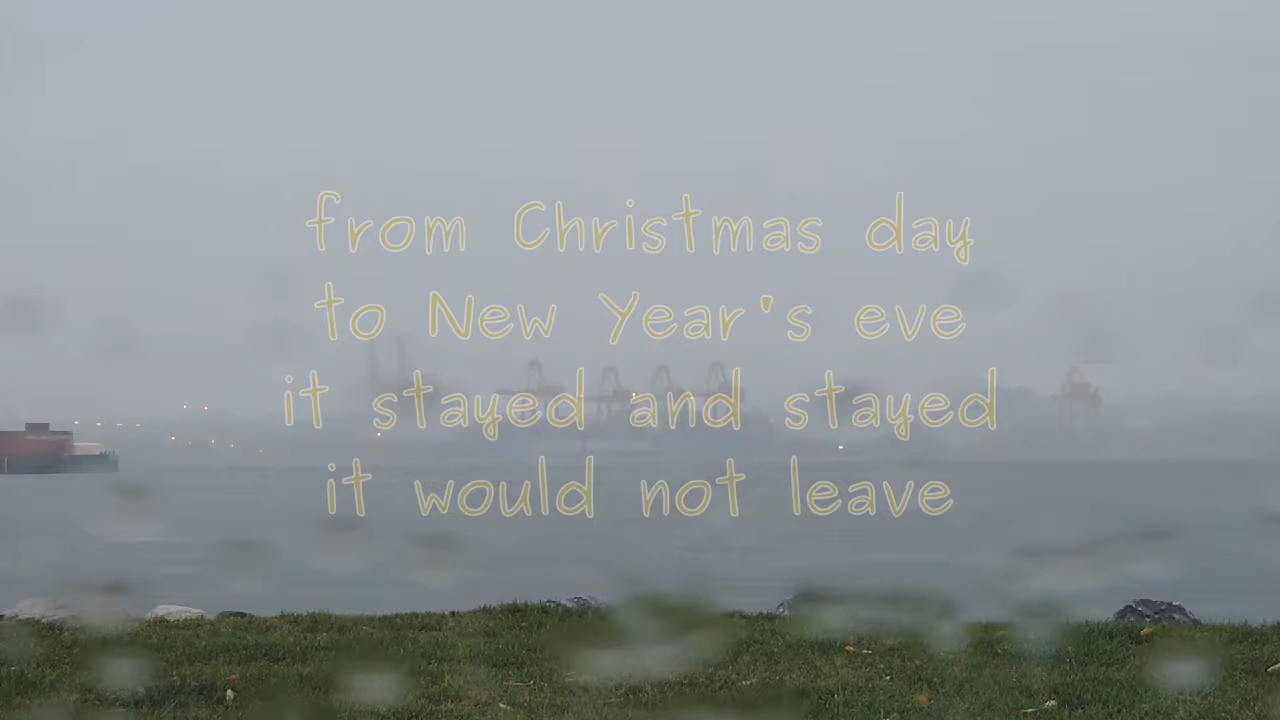 from Christmas day
to New Year's eve
it stayed and stayed
it would not leave